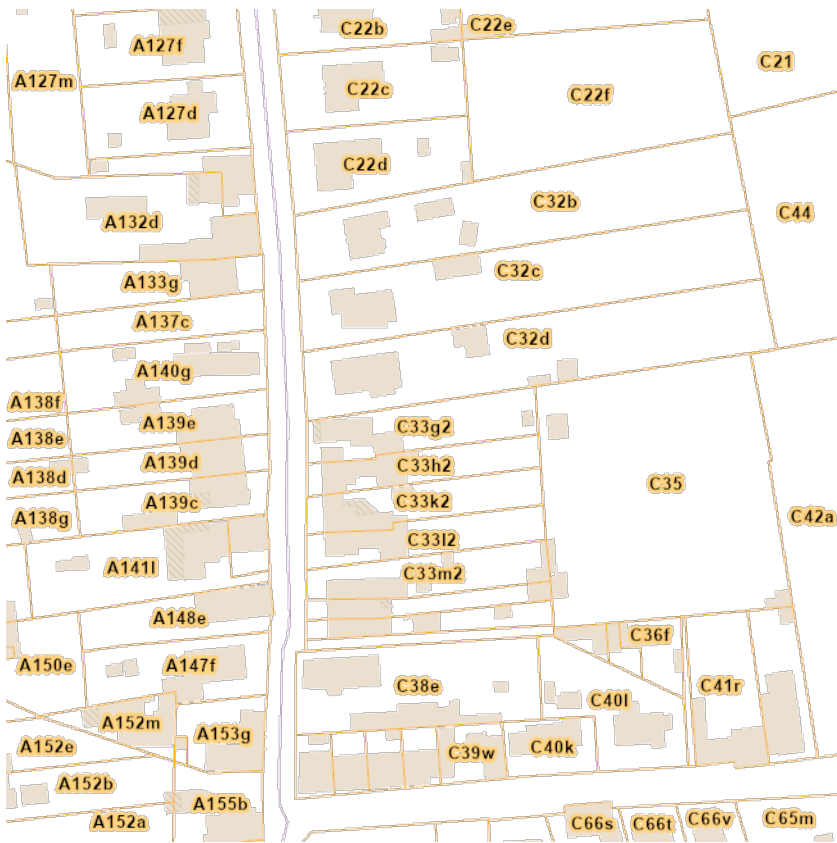 C22b
C22e
A127f
C21
A127m
C22c
C22f
A127d
C22d
C32b
C44
A132d
C32c
A133g
A137c
C32d
A140g
A138f
A139e
C33g2
A138e
A139d
C33h2
A138d
C35
A139c
C33k2
A138g
C42a
C33l2
A141l
C33m2
A148e
C36f
A150e
A147f
C38e
C41r
C40l
A152m
A153g
A152e
C39w
C40k
A152b
A155b
A152a
C66s
C66t
C66v
C65m